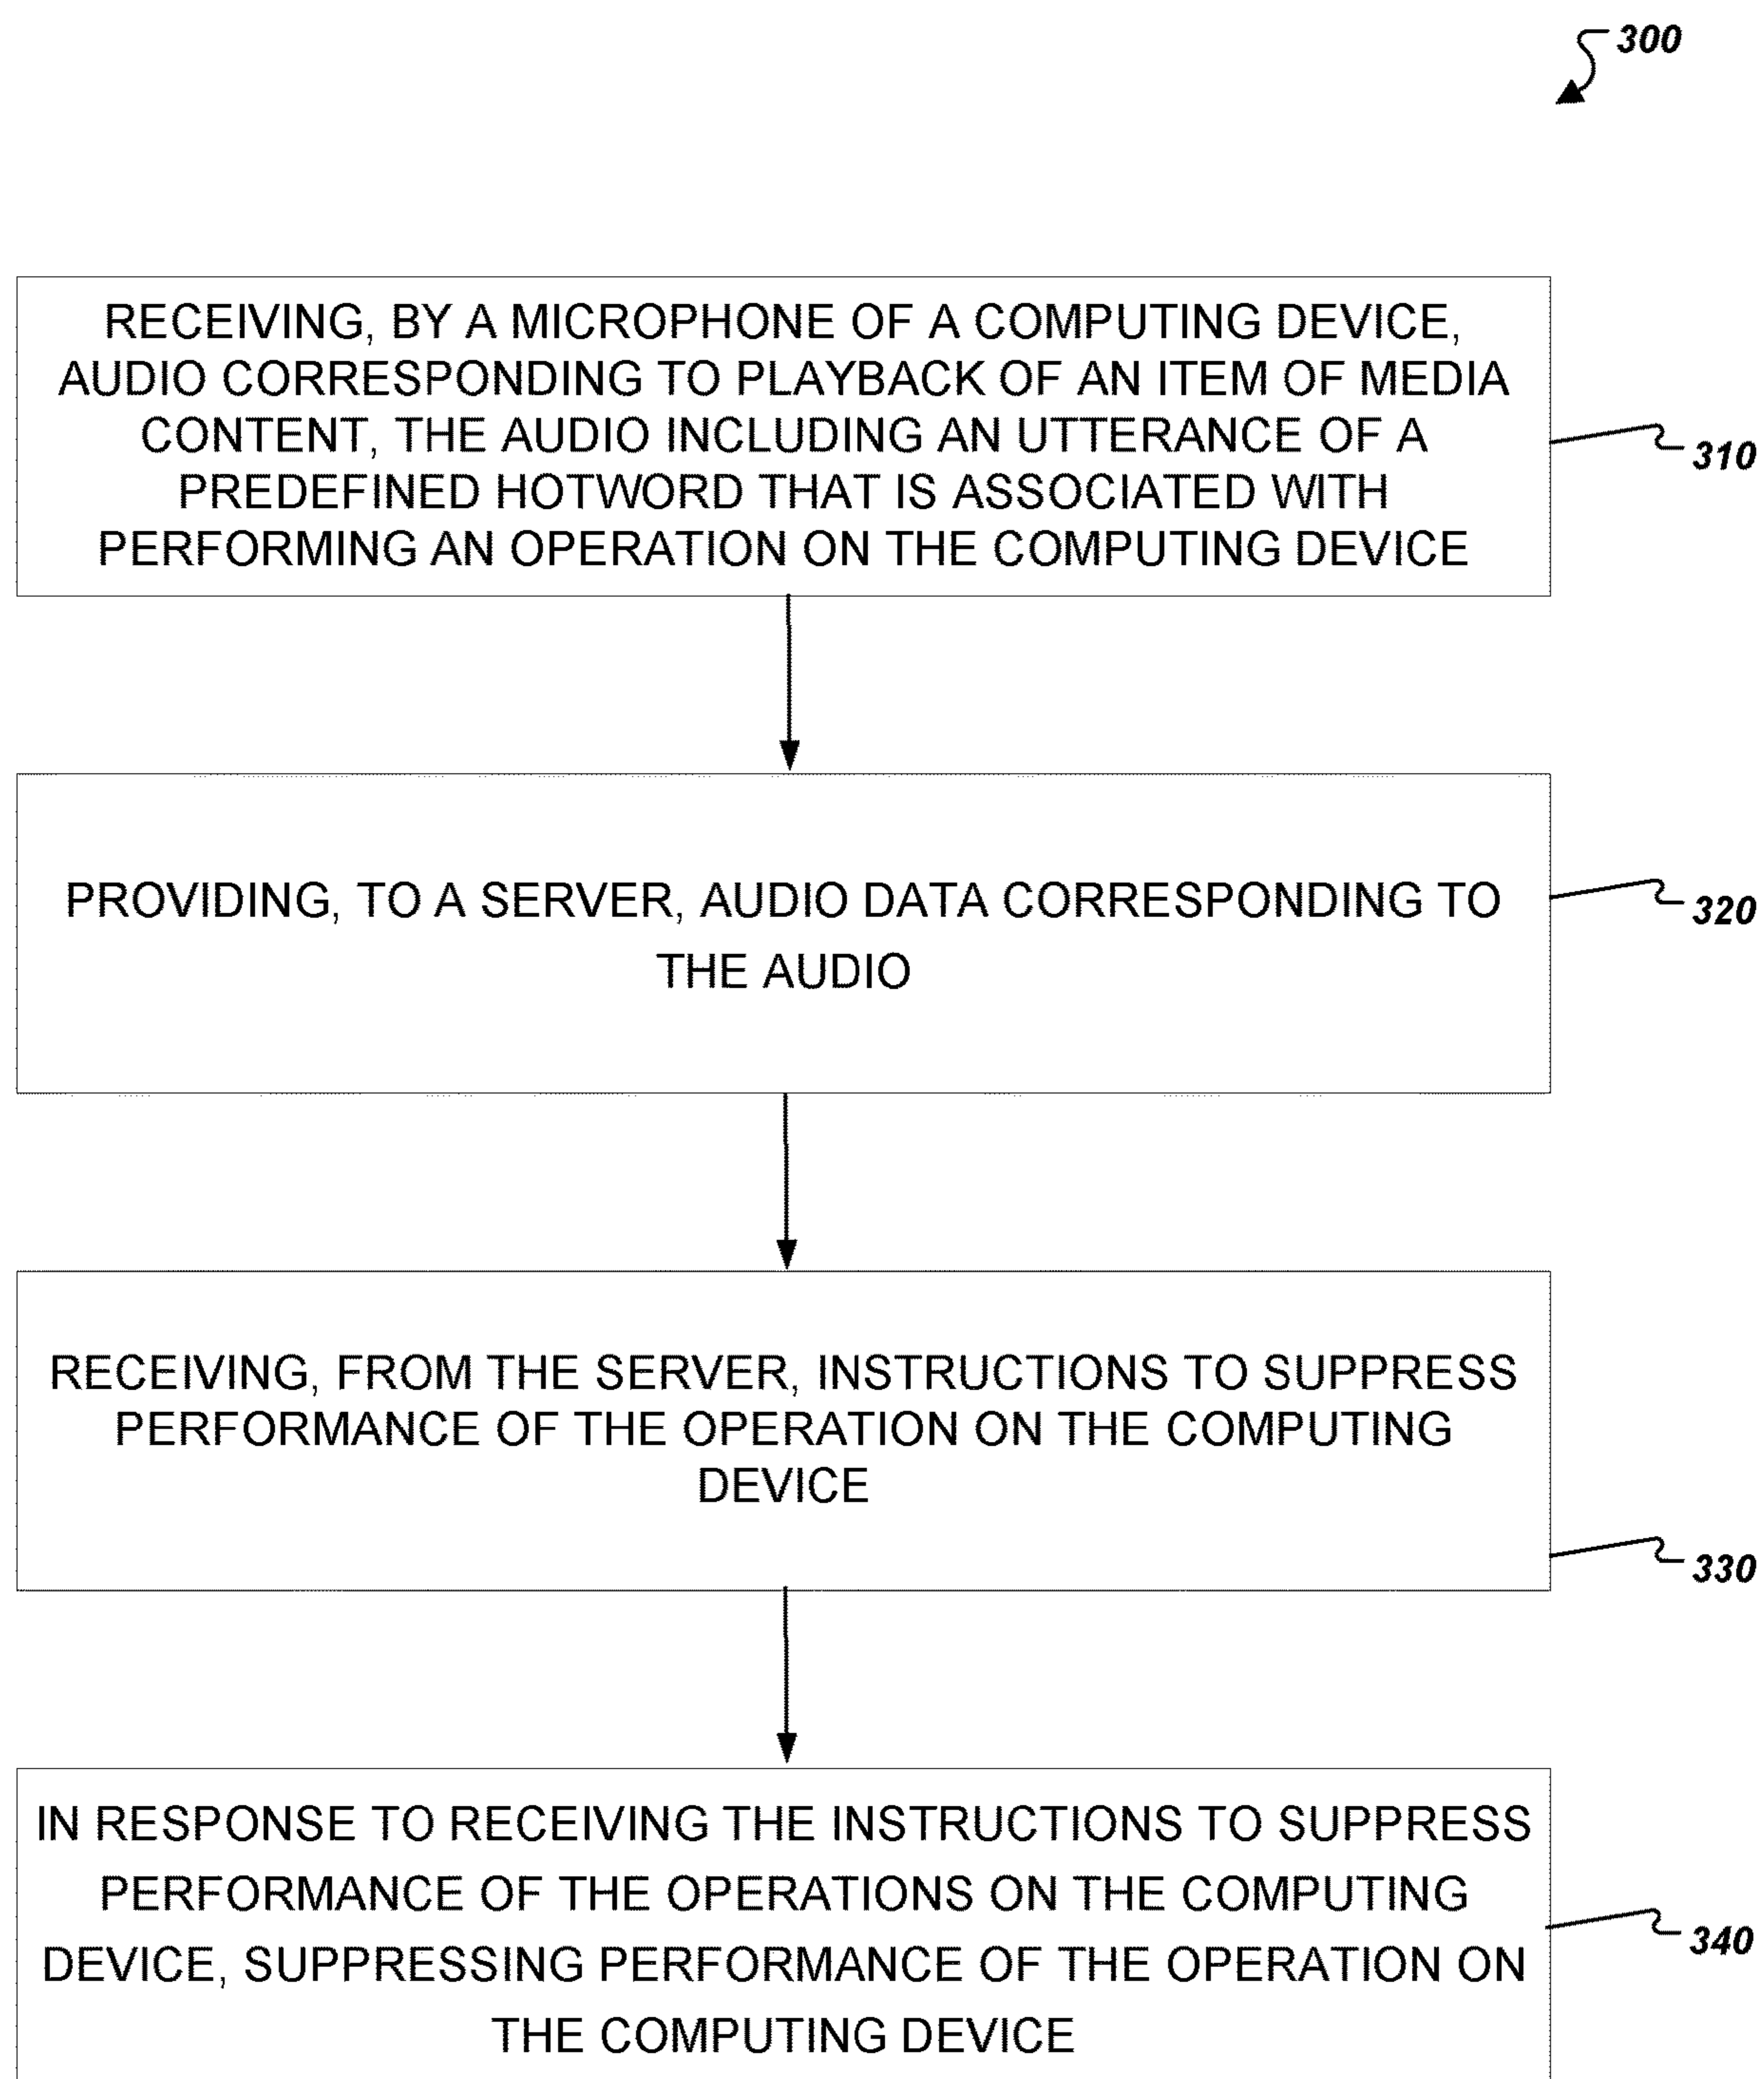 300
RECEIVING, BY A MICROPHONE OF A COMPUTING DEVICE,
AUDIO CORRESPONDING TO PLAYBACK OF AN ITEM OF MEDIA
CONTENT, THE AUDIO INCLUDING AN UTTERANCE OF A
PREDEFINED HOTWORD THAT IS ASSOCIATED WITH
PERFORMING AN OPERATION ON THE COMPUTING DEVICE
310
PROVIDING, TO A SERVER, AUDIO DATA CORRESPONDING TO
THE AUDIO
320
RECEIVING, FROM THE SERVER, INSTRUCTIONS TO SUPPRESS
PERFORMANCE OF THE OPERATION ON THE COMPUTING
DEVICE
330
IN RESPONSE TO RECEIVING THE INSTRUCTIONS TO SUPPRESS
PERFORMANCE OF THE OPERATIONS ON THE COMPUTING
DEVICE, SUPPRESSING PERFORMANCE OF THE OPERATION ON
THE COMPUTING DEVICE
340